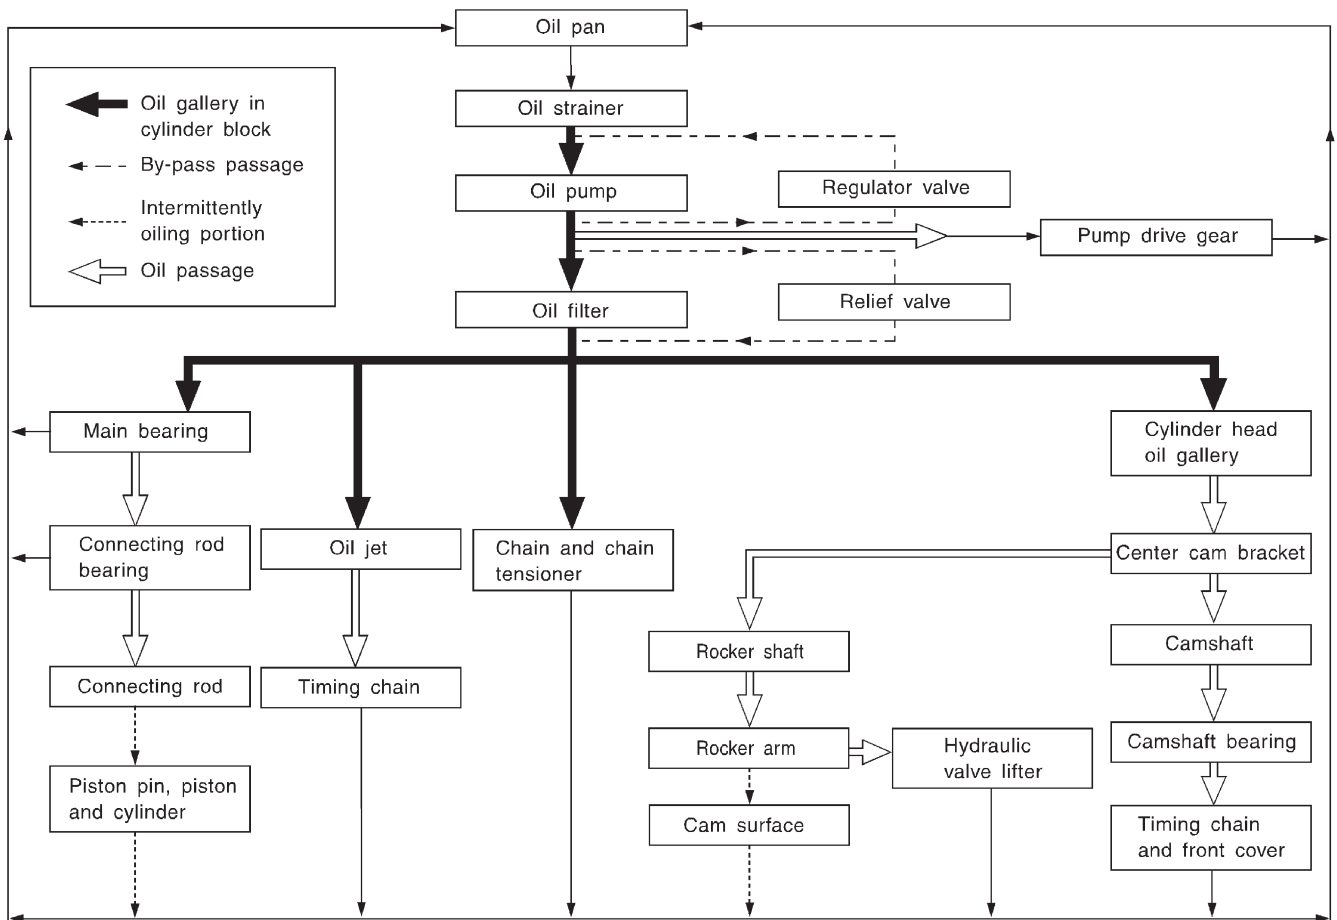 Oil pan
Oil gallery in
cylinder block
By-pass passage
Intermittently
oiling portion
Oil passage
Oil strainer
Oil pump
Regulator valve
Pump drive gear
Oil filter
Relief valve
Main bearing
Cylinder head
oil gallery
Connecting rod
bearing
Oil jet
Chain and chain
tensioner
Center cam bracket
Rocker shaft
Camshaft
Connecting rod
Timing chain
Rocker arm
Hydraulic
valve lifter
Camshaft bearing
Piston pin, piston
and cylinder
Cam surface
Timing chain
and front cover